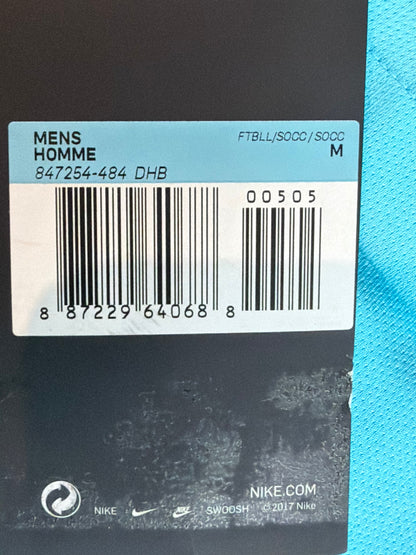 MENS
HOMME
FTBLL/SOCC/SOCC
M
847254-484 DHB
00505
8 87229 64068 8
NIKE.COM
NIKE SWOOSH © 2017 Nike